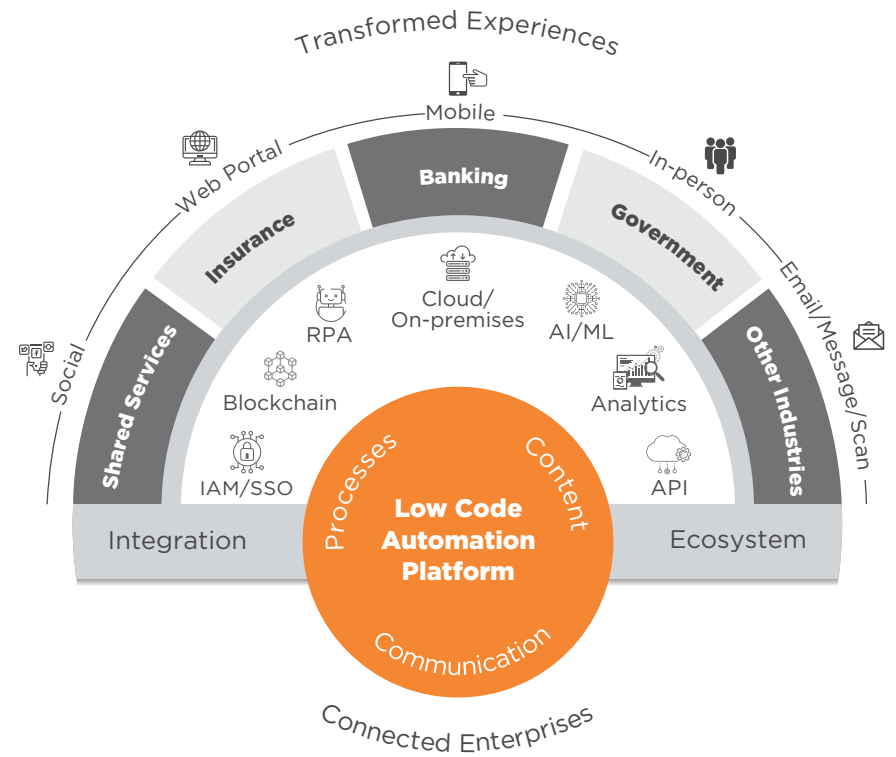 Transformed Experiences
Social
Web Portal
Mobile
In-person
Email/Message/Scan
Shared Services
Insurance
Banking
Government
Other Industries
IAM/SSO
Blockchain
RPA
Cloud/
On-premises
AI/ML
Analytics
API
Integration
Ecosystem
Processes
Content
Low Code
Automation
Platform
Communication
Connected Enterprises